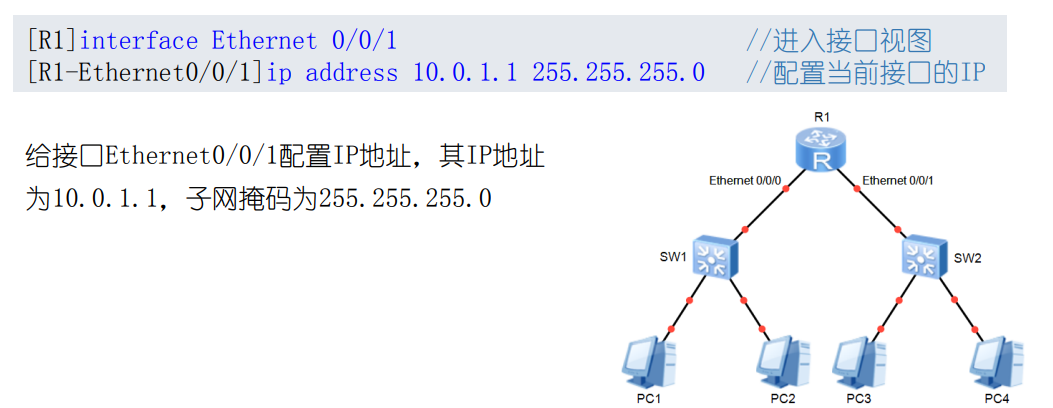 [R1]interface Ethernet 0/0/1 //进入接口视图
[R1-Ethernet0/0/1]ip address 10.0.1.1 255.255.255.0 //配置当前接口的IP
给接口Ethernet0/0/1配置IP地址，其IP地址
为10.0.1.1，子网掩码为255.255.255.0
R1
R
Ethernet 0/0/0 Ethernet 0/0/1
SW1 SW2
PC1 PC2 PC3 PC4